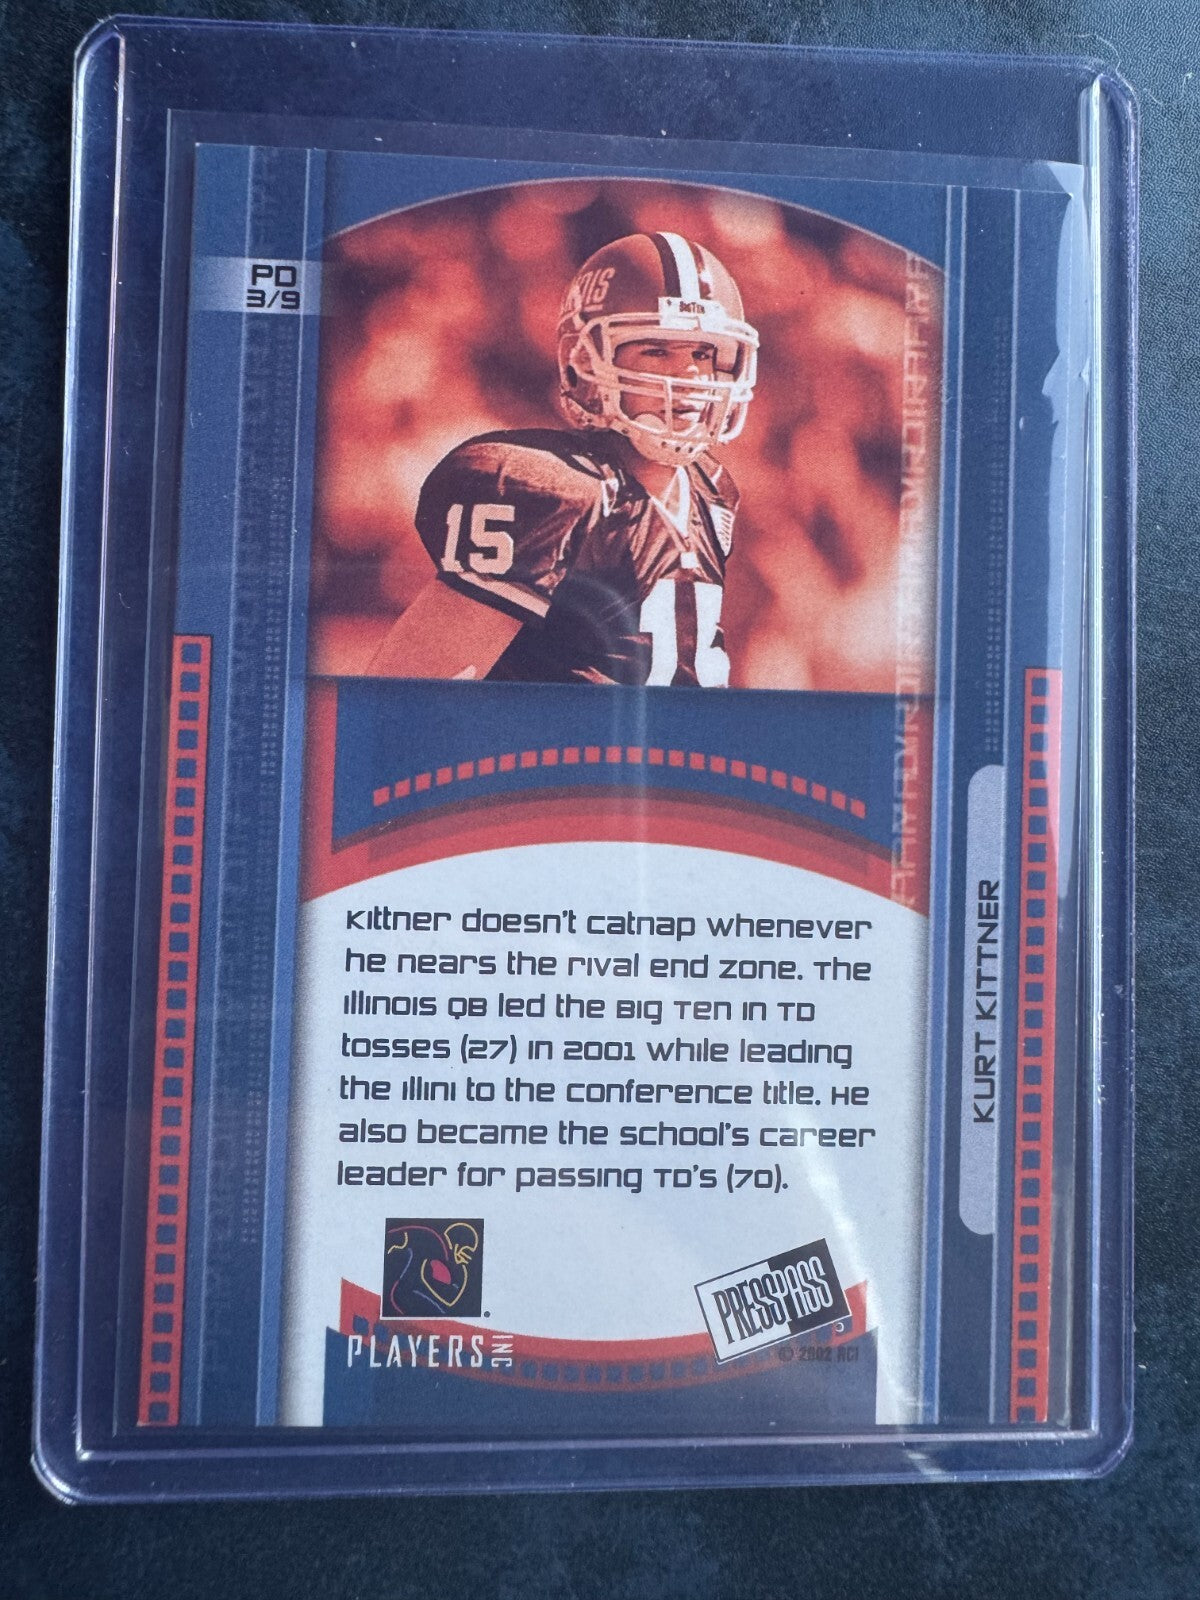 PD
3/9
ILLINOIS
BIG TEN
15
15
Kittner doesn't catnap whenever
he nears the rival end zone. The
Illinois QB led the Big Ten in TD
tosses (27) in 2001 while leading
the Illini to the conference title. He
also became the school's career
leader for passing TD's (70).
KURT KITTNER
PLAYERS INC
PRESS PASS
© 2002 RCI